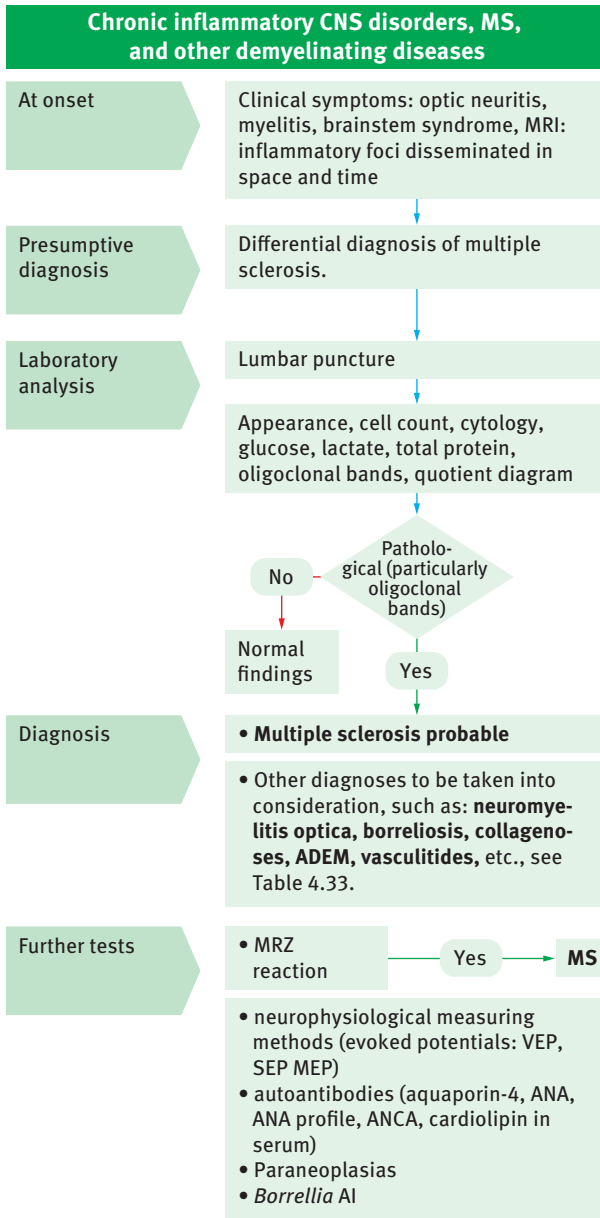 Chronic inflammatory CNS disorders, MS,
and other demyelinating diseases
At onset
Clinical symptoms: optic neuritis,
myelitis, brainstem syndrome, MRI:
inflammatory foci disseminated in
space and time
Presumptive
diagnosis
Differential diagnosis of multiple
sclerosis.
Laboratory
analysis
Lumbar puncture
Appearance, cell count, cytology,
glucose, lactate, total protein,
oligoclonal bands, quotient diagram
Patholo-
gical (particularly
oligoclonal
bands)
No
Normal
findings
Yes
Diagnosis
• Multiple sclerosis probable
• Other diagnoses to be taken into
consideration, such as: neuromye-
litis optica, borreliosis, collageno-
ses, ADEM, vasculitides, etc., see
Table 4.33.
Further tests
• MRZ
reaction
Yes
MS
• neurophysiological measuring
methods (evoked potentials: VEP,
SEP MEP)
• autoantibodies (aquaporin-4, ANA,
ANA profile, ANCA, cardiolipin in
serum)
• Paraneoplasias
• Borrellia AI